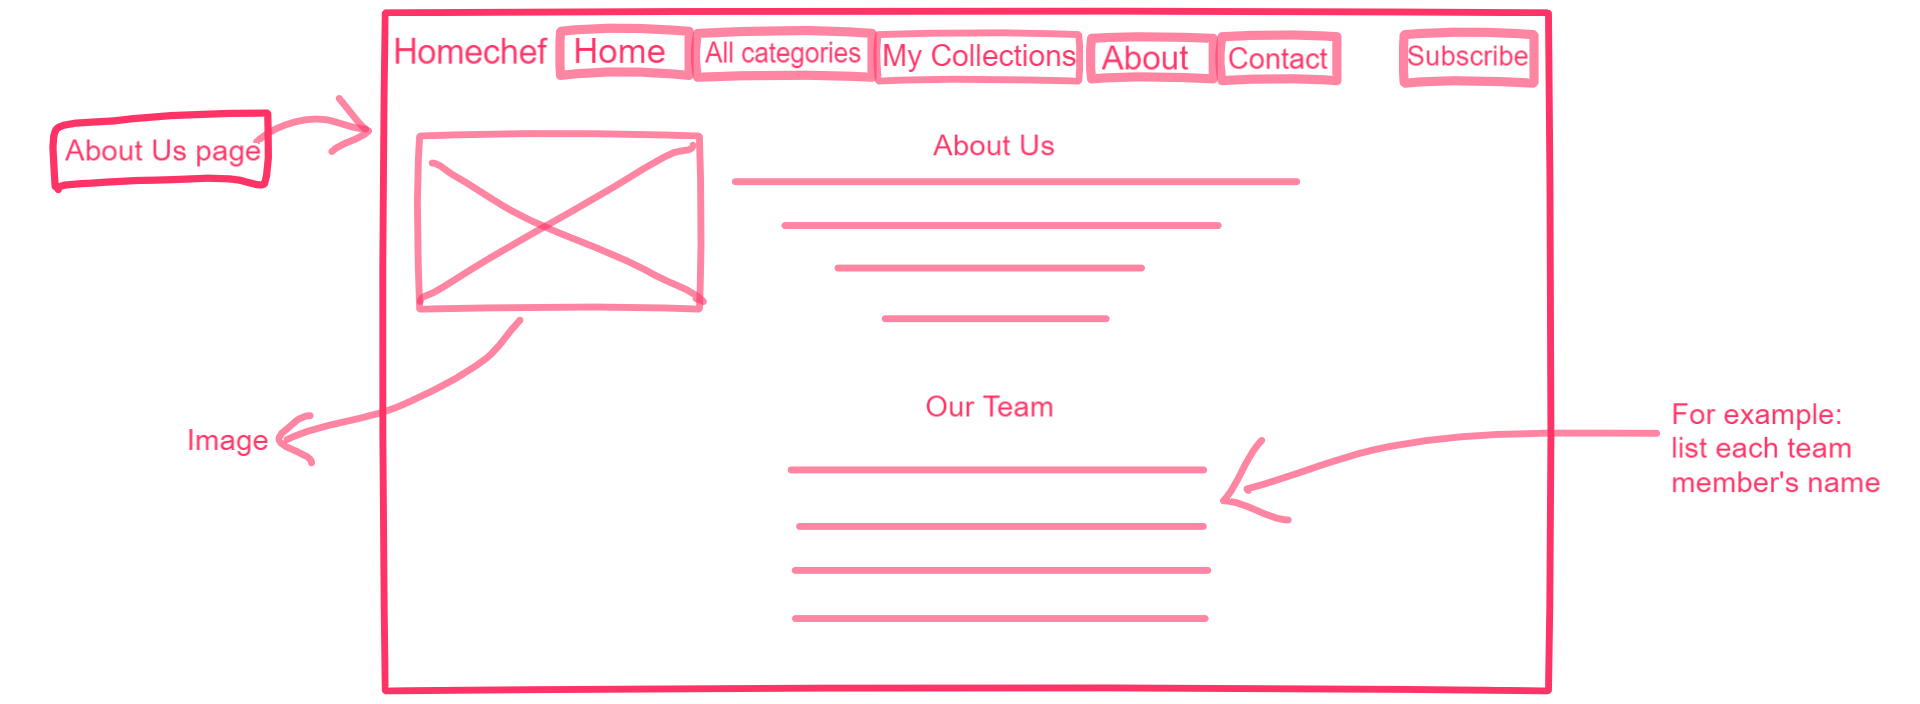 Homechef Home All categories My Collections About Contact Subscribe
About Us page
About Us
Image
Our Team
For example:
list each team
member's name